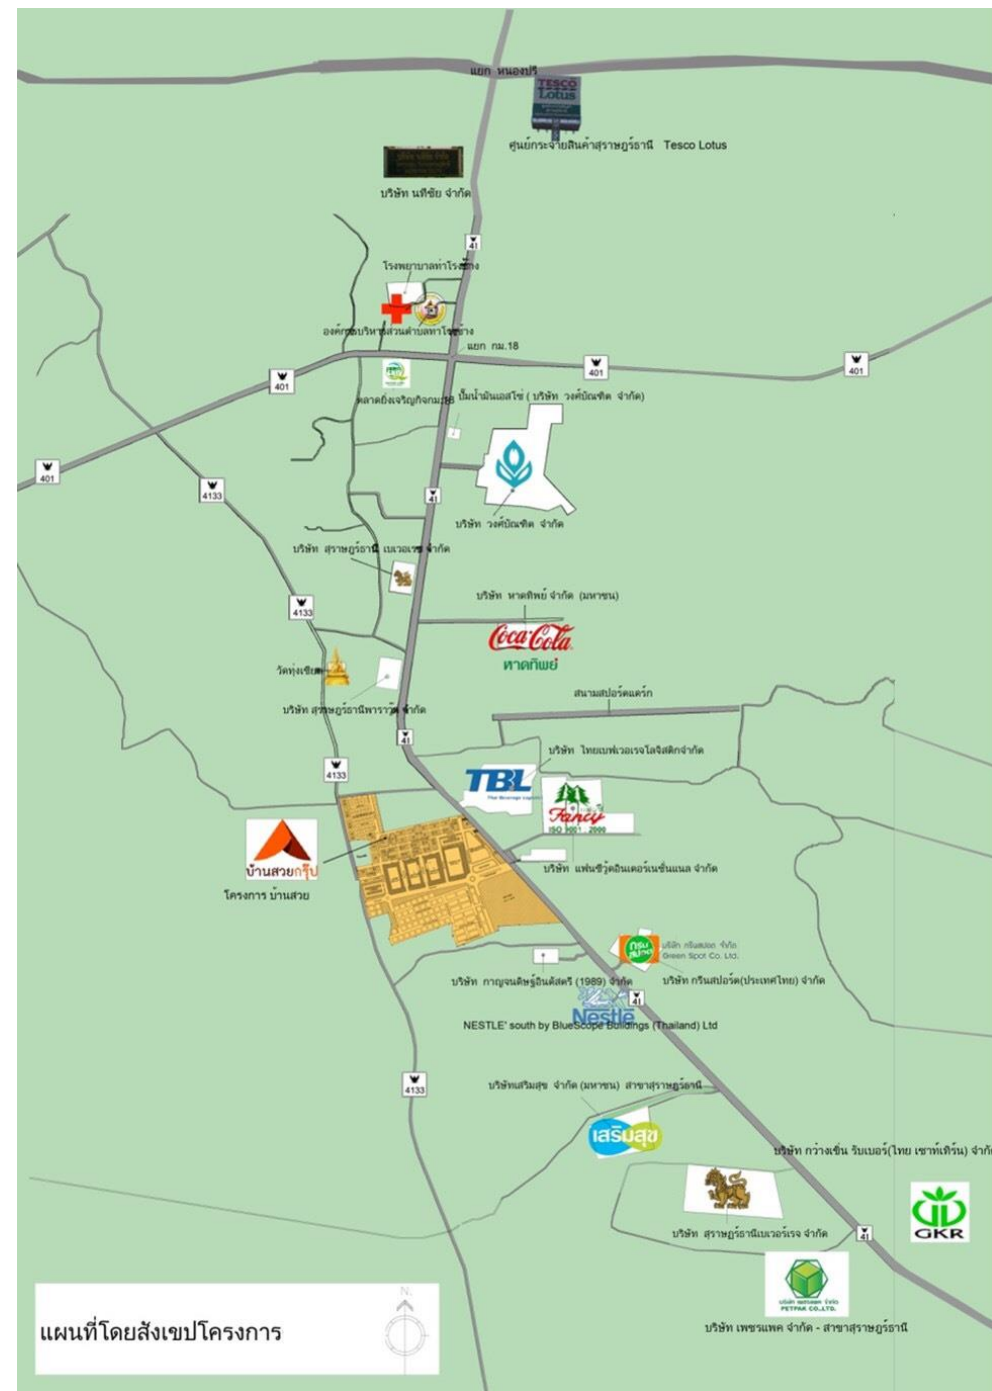 แยก หนองปรี
TESCO
Lotus
ศูนย์กระจายสินค้าสุราษฎร์ธานี Tesco Lotus
บริษัท นทีชัย จำกัด
41
โรงพยาบาลท่าโรงช้าง
องค์การบริหารส่วนตำบลท่าโรงช้าง
แยก กม.18
401
401
401
ตลาดยิ่งเจริญกิจกม.18
ปั๊มน้ำมันเอสโซ่ ( บริษัท วงศ์บัณฑิต จำกัด)
401
4133
41
บริษัท วงศ์บัณฑิต จำกัด
บริษัท สุราษฎร์ธานี เบเวอเรช จำกัด
4133
บริษัท หาดทิพย์ จำกัด (มหาชน)
Coca-Cola
หาดทิพย์
วัดทุ่งเซียด
บริษัท สุราษฎร์ธานีพาราวู้ด จำกัด
สนามสปอร์ตแคร็ก
41
บริษัท ไทยเบฟเวอเรจโลจิสติกจำกัด
4133
TBL
Fancy
ISO 9001 : 2000
บ้านสวยกรุ๊ป
โครงการ บ้านสวย
บริษัท แฟนซีวู้ดอินเตอร์เนชั่นแนล จำกัด
กรีนสปอต
บริษัท กรีนสปอต จำกัด
Green Spot Co. Ltd.
บริษัท กาญจนดิษฐ์อินดัสตรี (1989) จำกัด
บริษัท กรีนสปอร์ต(ประเทศไทย) จำกัด
41
Nestlé
NESTLE' south by BlueScope Buildings (Thailand) Ltd
4133
บริษัทเสริมสุข จำกัด (มหาชน) สาขาสุราษฎร์ธานี
เสริมสุข
บริษัท กว่างเขิ่น รับเบอร์(ไทย เซาท์เทิร์น) จำกัด
GKR
บริษัท สุราษฎร์ธานีเบเวอร์เรจ จำกัด
41
บริษัท เพชรแพค จำกัด
PETPAK CO.,LTD.
บริษัท เพชรแพค จำกัด - สาขาสุราษฎร์ธานี
N.
แผนที่โดยสังเขปโครงการ